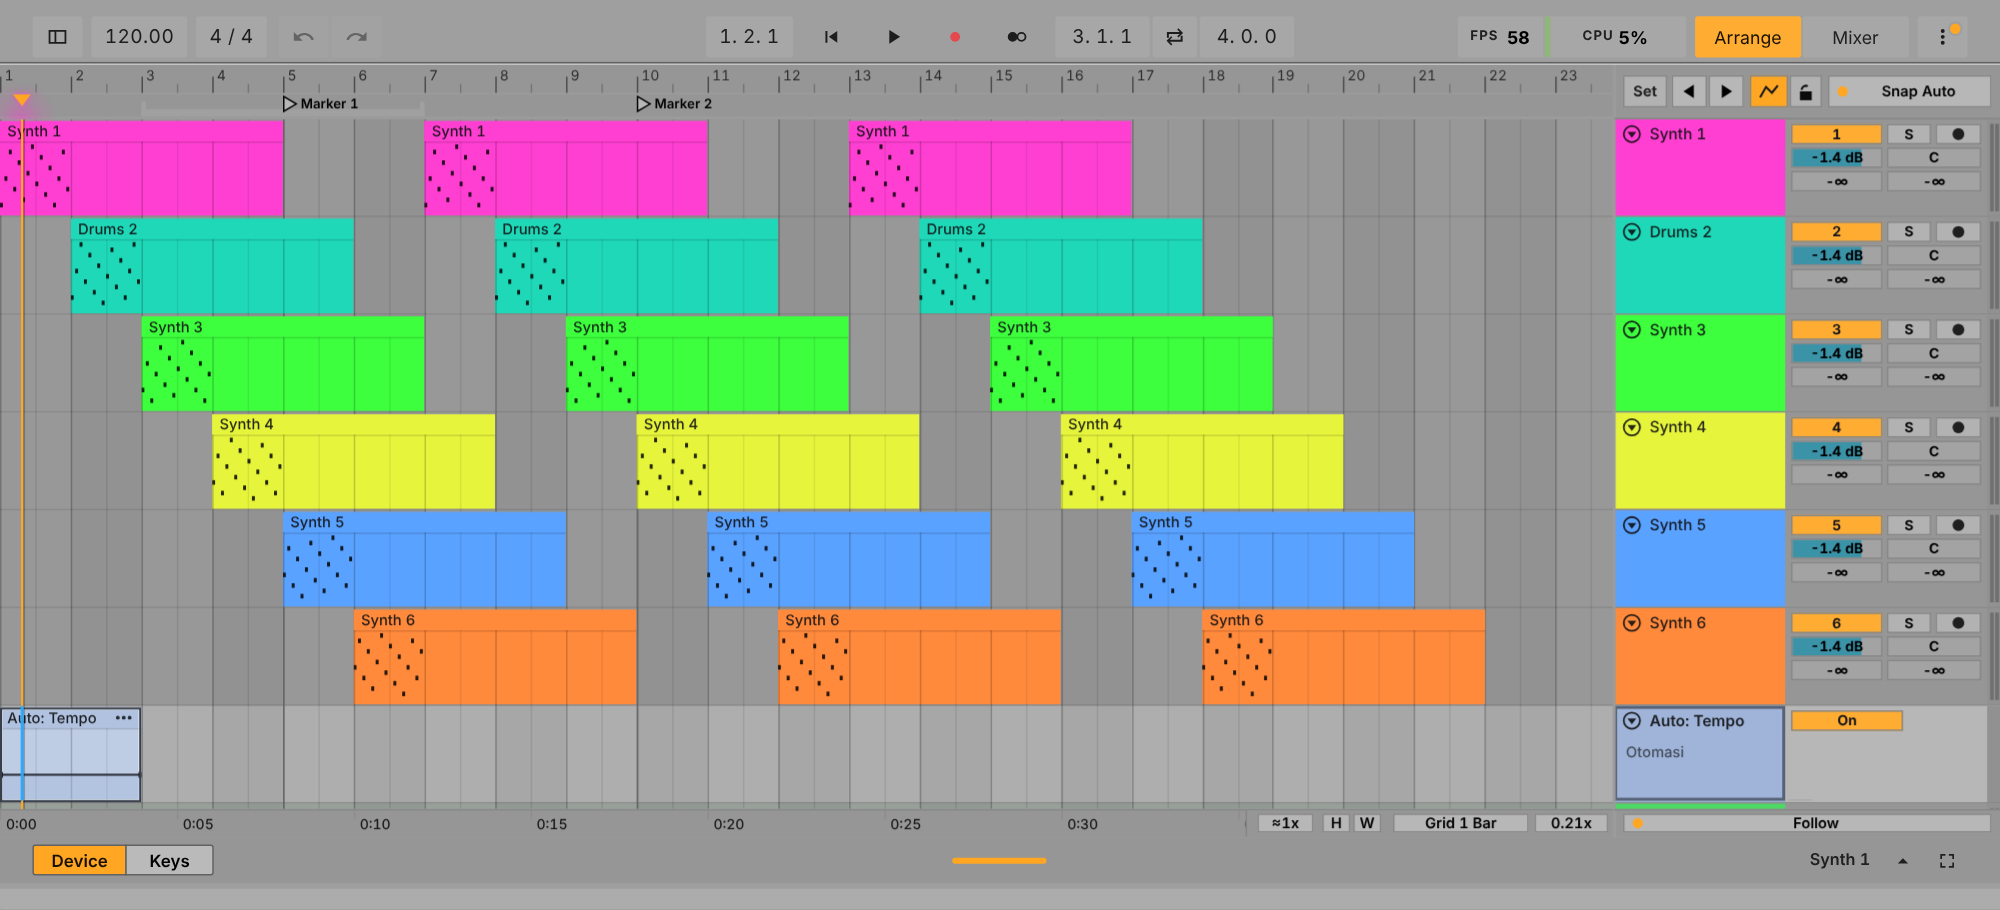 120.00 4 / 4 1. 2. 1 3. 1. 1 4. 0. 0 FPS 58 CPU 5% Arrange Mixer
1 2 3 4 5 6 7 8 9 10 11 12 13 14 15 16 17 18 19 20 21 22 23
Set Snap Auto
Marker 1 Marker 2
Synth 1 Synth 1 Synth 1 Synth 1 1 S
-1.4 dB C
-∞ -∞
Drums 2 Drums 2 Drums 2 Drums 2 2 S
-1.4 dB C
-∞ -∞
Synth 3 Synth 3 Synth 3 Synth 3 3 S
-1.4 dB C
-∞ -∞
Synth 4 Synth 4 Synth 4 Synth 4 4 S
-1.4 dB C
-∞ -∞
Synth 5 Synth 5 Synth 5 Synth 5 5 S
-1.4 dB C
-∞ -∞
Synth 6 Synth 6 Synth 6 Synth 6 6 S
-1.4 dB C
-∞ -∞
Auto: Tempo ••• Auto: Tempo On
Otomasi
0:00 0:05 0:10 0:15 0:20 0:25 0:30 ≈1x H W Grid 1 Bar 0.21x Follow
Device Keys Synth 1